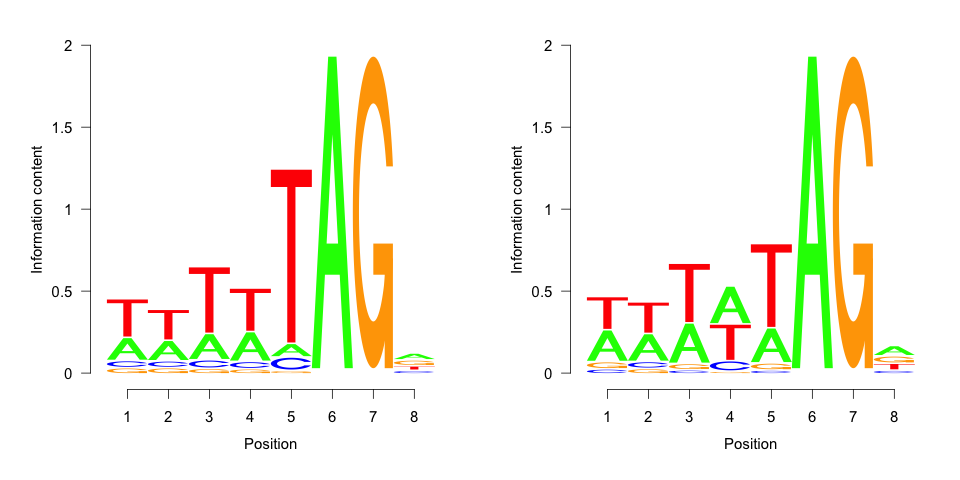 2
1.5
1
0.5
0
Information content
T T T T T A G A
A A A A A G
C C C C C T
G G G G C
1 2 3 4 5 6 7 8
Position
2
1.5
1
0.5
0
Information content
T T T A T A G A
A A A T A G
G C G C G T
C G C C
1 2 3 4 5 6 7 8
Position